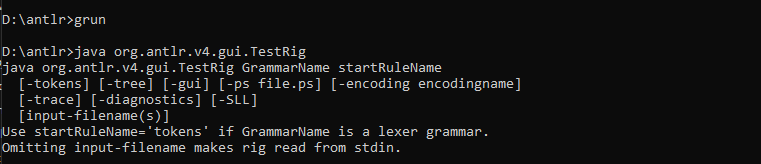 D:\antlr>grun
D:\antlr>java org.antlr.v4.gui.TestRig
java org.antlr.v4.gui.TestRig GrammarName startRuleName
  [-tokens] [-tree] [-gui] [-ps file.ps] [-encoding encodingname]
  [-trace] [-diagnostics] [-SLL]
  [input-filename(s)]
Use startRuleName='tokens' if GrammarName is a lexer grammar.
Omitting input-filename makes rig read from stdin.